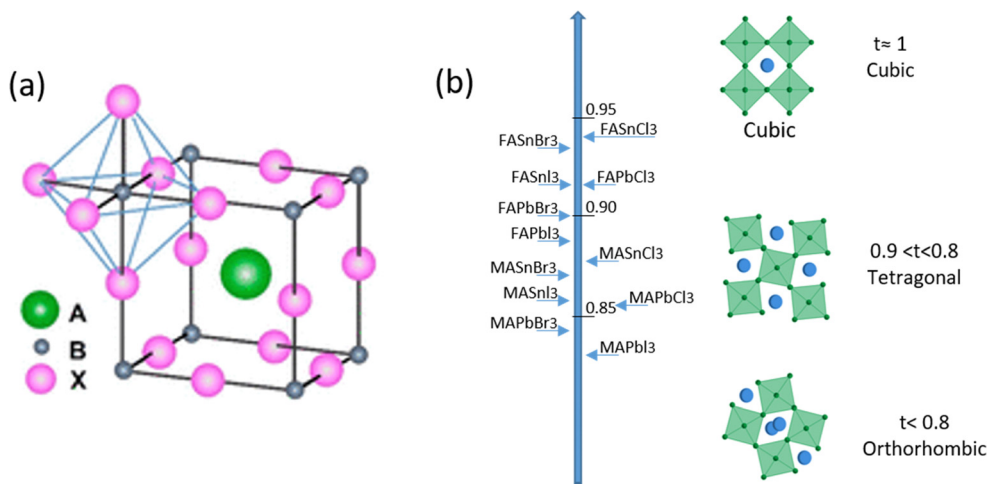 (a)
A
B
X
(b)
0.95
FASnCl3
FASnBr3
FASnI3
FAPbCl3
FAPbBr3
0.90
FAPbI3
MASnCl3
MASnBr3
MASnI3
MAPbCl3
0.85
MAPbBr3
MAPbI3
Cubic
t≈ 1
Cubic
0.9 <t<0.8
Tetragonal
t< 0.8
Orthorhombic